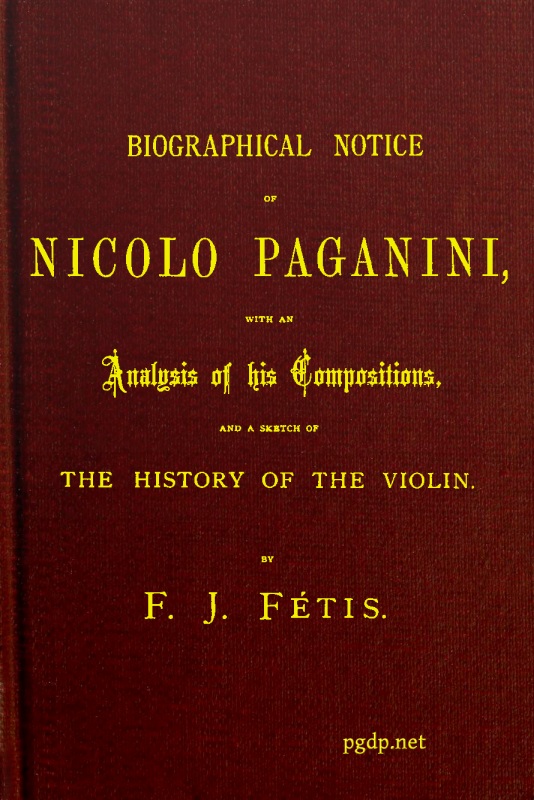 BIOGRAPHICAL NOTICE
OF
NICOLO PAGANINI,
WITH AN
Analysis of his Compositions,
AND A SKETCH OF
THE HISTORY OF THE VIOLIN.
BY
F. J. FÉTIS.
pgdp.net